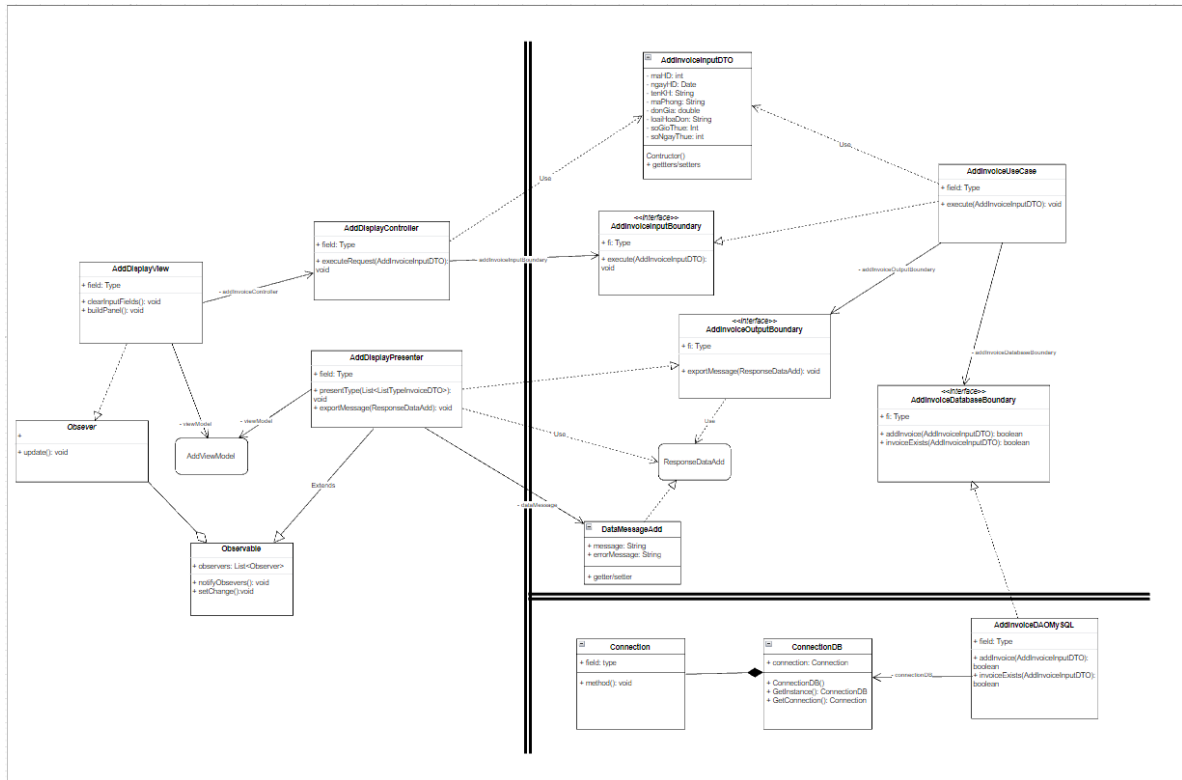 AddInvoiceInputDTO
- maHD: int
- ngayHD: Date
- tenKH: String
- maPhong: String
- donGia: double
- loaiHoaDon: String
- soGioThue: Int
- soNgayThue: int
Contructor()
+ gettters/setters
Use
Use
AddInvoiceUseCase
+ field: Type
+ execute(AddInvoiceInputDTO): void
<<Interface>>
AddInvoiceInputBoundary
+ fi: Type
+ execute(AddInvoiceInputDTO):
void
AddDisplayController
+ field: Type
+ executeRequest(AddInvoiceInputDTO):
void
- addInvoiceInputBoundary
AddDisplayView
+ field: Type
+ clearInputFields(): void
+ buildPanel(): void
- addInvoiceController
- addInvoiceOutputBoundary
<<Interface>>
AddInvoiceOutputBoundary
+ fi: Type
+ exportMessage(ResponseDataAdd): void
- addInvoiceDatabaseBoundary
AddDisplayPresenter
+ field: Type
+ presentType(List<ListTypeInvoiceDTO>):
void
+ exportMessage(ResponseDataAdd): void
<<Interface>>
AddInvoiceDatabaseBoundary
+ fi: Type
+ addInvoice(AddInvoiceInputDTO): boolean
+ invoiceExists(AddInvoiceInputDTO): boolean
Obsever
+
+ update(): void
- viewModel
- viewModel
AddViewModel
Use
Use
ResponseDataAdd
Extends
- dataMessage
DataMessageAdd
+ message: String
+ errorMessage: String
+ getter/setter
Observable
+ observers: List<Observer>
+ notifyObsevers(): void
+ setChange():void
AddInvoiceDAOMySQL
+ field: Type
+ addInvoice(AddInvoiceInputDTO):
boolean
+ invoiceExists(AddInvoiceInputDTO):
boolean
Connection
+ field: type
+ method(): void
ConnectionDB
+ connection: Connection
+ ConnectionDB()
+ GetInstance(): ConnectionDB
+ GetConnection(): Connection
- connectionDB